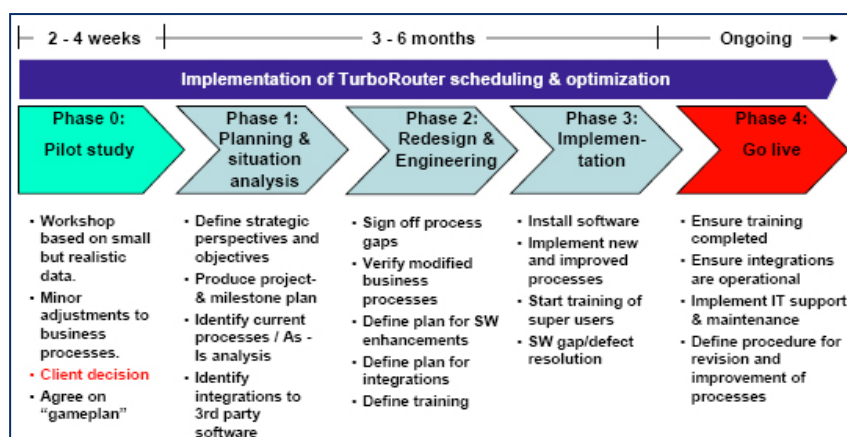 2 - 4 weeks
3 - 6 months
Ongoing
Implementation of TurboRouter scheduling & optimization
Phase 0:
Pilot study
Phase 1:
Planning &
situation
analysis
Phase 2:
Redesign &
Engineering
Phase 3:
Implemen-
tation
Phase 4:
Go live
• Workshop
based on small
but realistic
data.
• Minor
adjustments to
business
processes.
• Client decision
• Agree on
“gameplan”
• Define strategic
perspectives and
objectives
• Produce project-
& milestone plan
• Identify current
processes / As -
Is analysis
• Identify
integrations to
3rd party
software
• Sign off process
gaps
• Verify modified
business
processes
• Define plan for SW
enhancements
• Define plan for
integrations
• Define training
• Install software
• Implement new
and improved
processes
• Start training of
super users
• SW gap/defect
resolution
• Ensure training
completed
• Ensure integrations
are operational
• Implement IT support
& maintenance
• Define procedure for
revision and
improvement of
processes